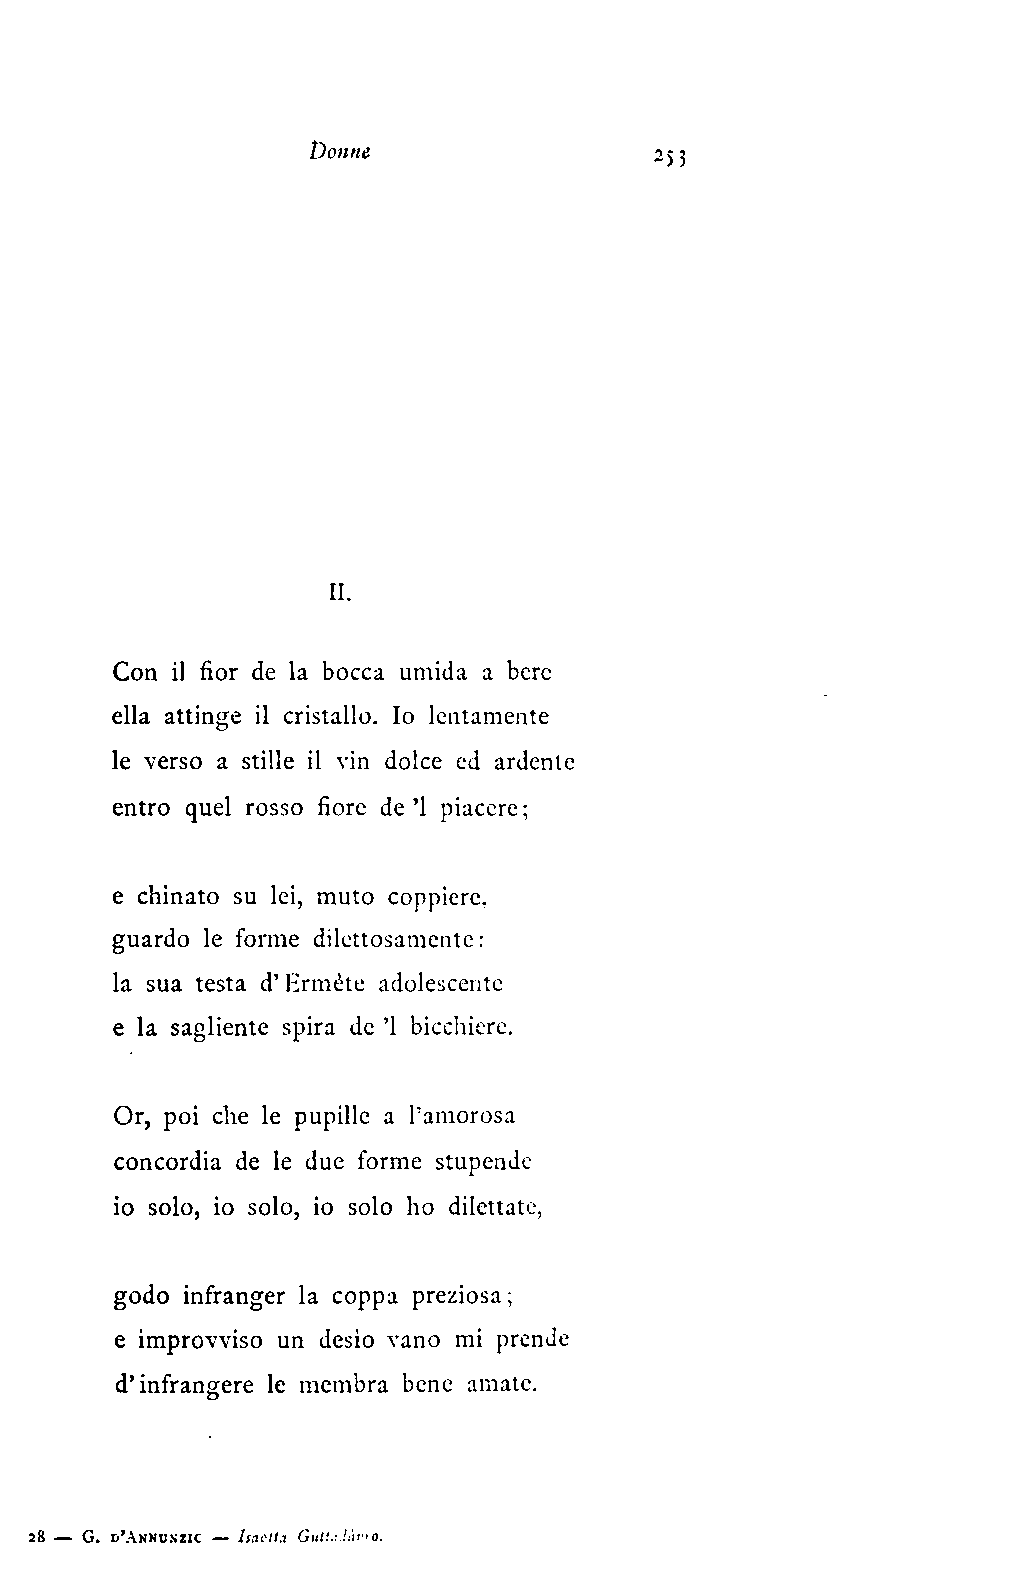 Donne 253
II.
Con il fior de la bocca umida a bere
ella attinge il cristallo. Io lentamente
le verso a stille il vin dolce ed ardente
entro quel rosso fiore de 'l piacere;
e chinato su lei, muto coppiere.
guardo le forme dilettosamente:
la sua testa d' Ermète adolescente
e la sagliente spira de 'l bicchiere.
Or, poi che le pupille a l'amorosa
concordia de le due forme stupende
io solo, io solo, io solo ho dilettate,
godo infranger la coppa preziosa;
e improvviso un desio vano mi prende
d' infrangere le membra bene amate.
28 — G. D'ANNUNZIO — Isaotta